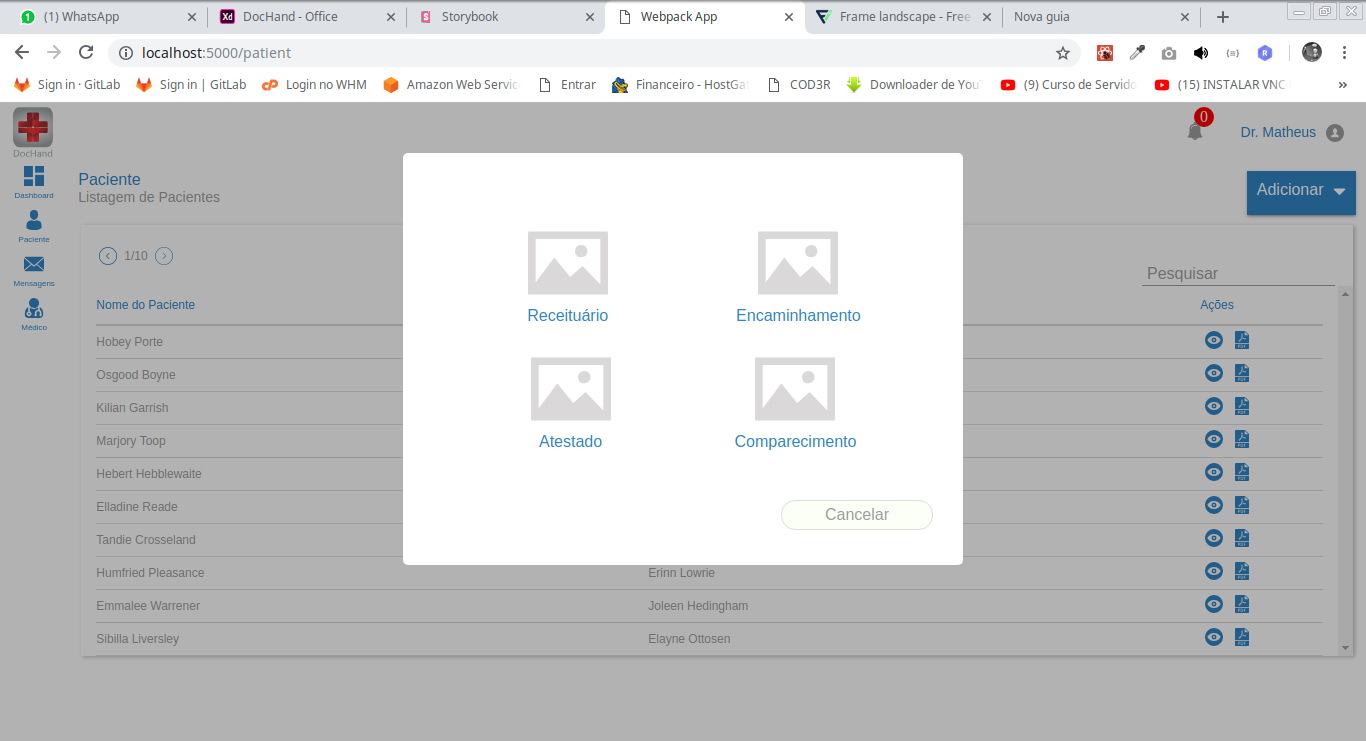 (1) WhatsApp
DocHand - Office
Storybook
Webpack App
Frame landscape - Free
Nova guia
localhost:5000/patient
Sign in · GitLab
Sign in | GitLab
Login no WHM
Amazon Web Servic
Entrar
Financeiro - HostGat
COD3R
Downloader de YouT
(9) Curso de Servido
(15) INSTALAR VNC
DocHand
0
Dr. Matheus
Dashboard
Paciente
Mensagens
Médico
Paciente
Listagem de Pacientes
Adicionar
1/10
Pesquisar
Nome do Paciente
Ações
Hobey Porte
Osgood Boyne
Kilian Garrish
Marjory Toop
Hebert Hebblewaite
Elladine Reade
Tandie Crosseland
Humfried Pleasance
Erinn Lowrie
Emmalee Warrener
Joleen Hedingham
Sibilla Liversley
Elayne Ottosen
Receituário
Encaminhamento
Atestado
Comparecimento
Cancelar